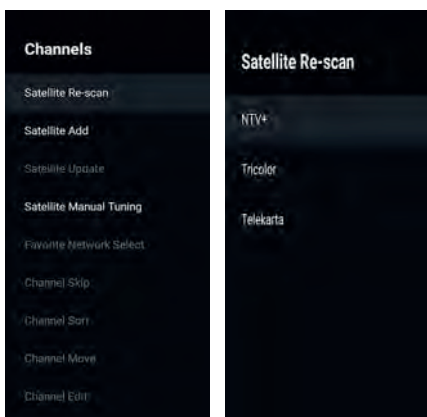 Channels
Satellite Re-scan
Satellite Add
Satellite Update
Satellite Manual Tuning
Favorite Network Select
Channel Skip
Channel Sort
Channel Move
Channel Edit
Satellite Re-scan
NTV+
Tricolor
Telekarta